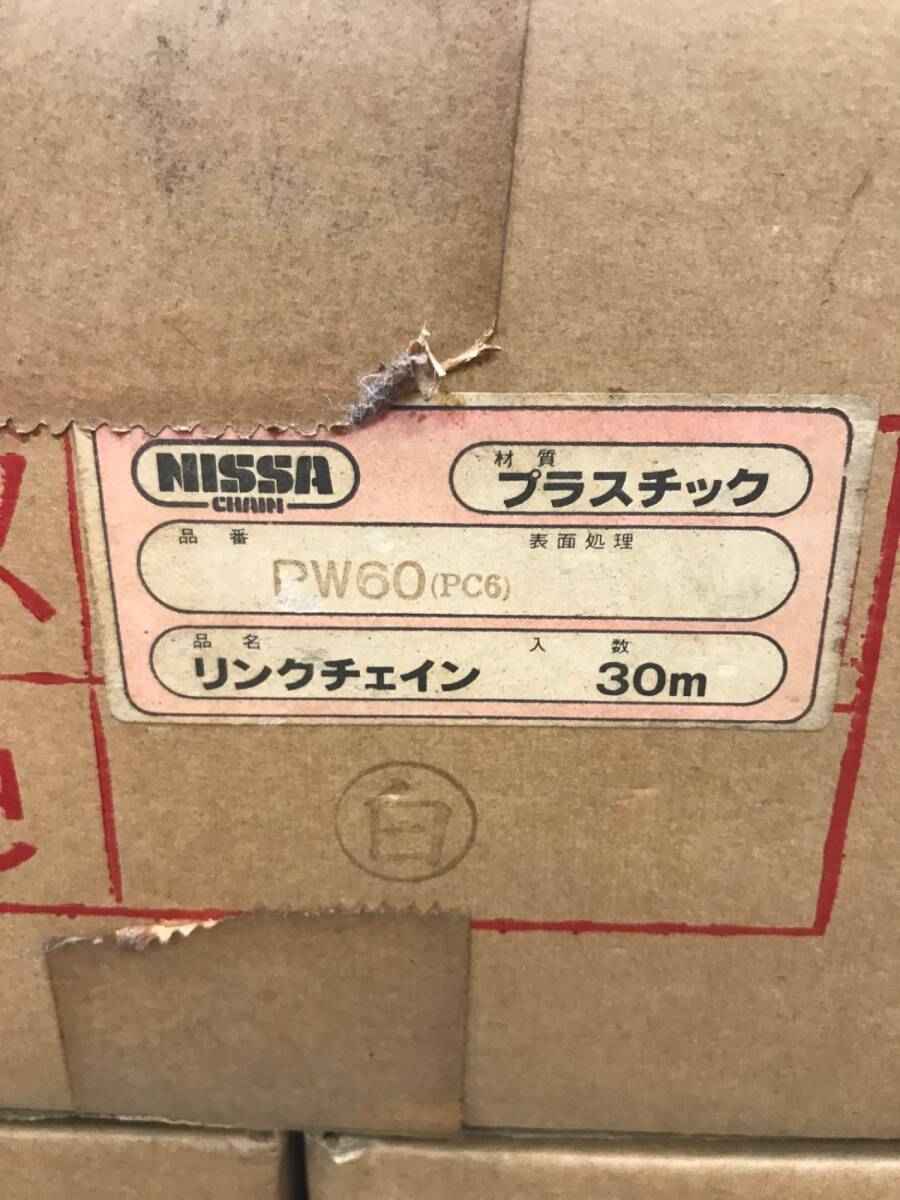 NISSA
CHAIN
材質
プラスチック
品番
表面処理
PW60(PC6)
品名
リンクチェイン
入数
30m
白